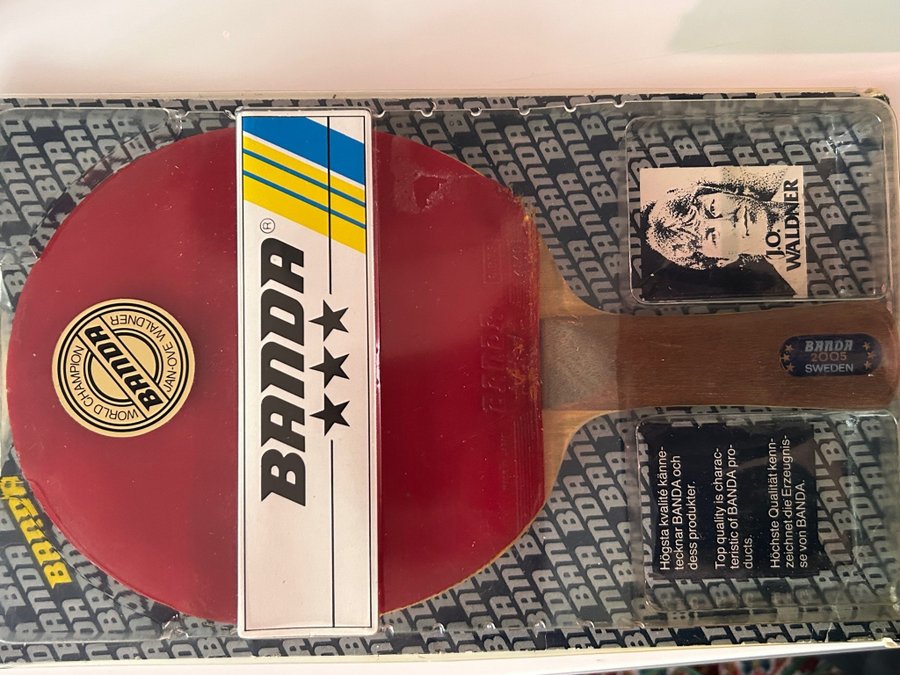 BANDA
WORLD CHAMPION
BANDA
JAN-OVE WALDNER
BANDA®
★★★
J.O.
WALDNER
BANDA
2005
SWEDEN
Högsta kvalité känne-
tecknar BANDA och
dess produkter.
Top quality is charac-
teristic of BANDA pro-
ducts.
Höchste Qualität kenn-
zeichnet die Erzeugnis-
se von BANDA.